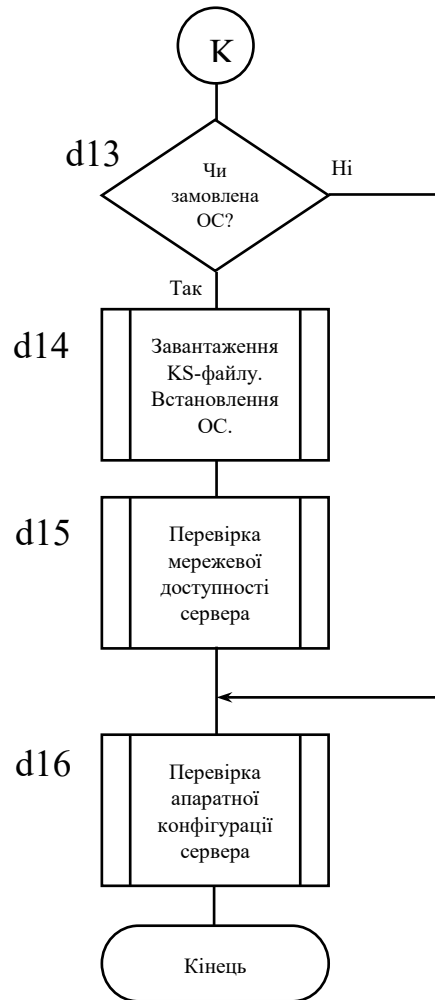 K
d13
Чи
замовлена
ОС?
Ні
Так
d14
Завантаження
KS-файлу.
Встановлення
ОС.
d15
Перевірка
мережевої
доступності
сервера
d16
Перевірка
апаратної
конфігурації
сервера
Кінець